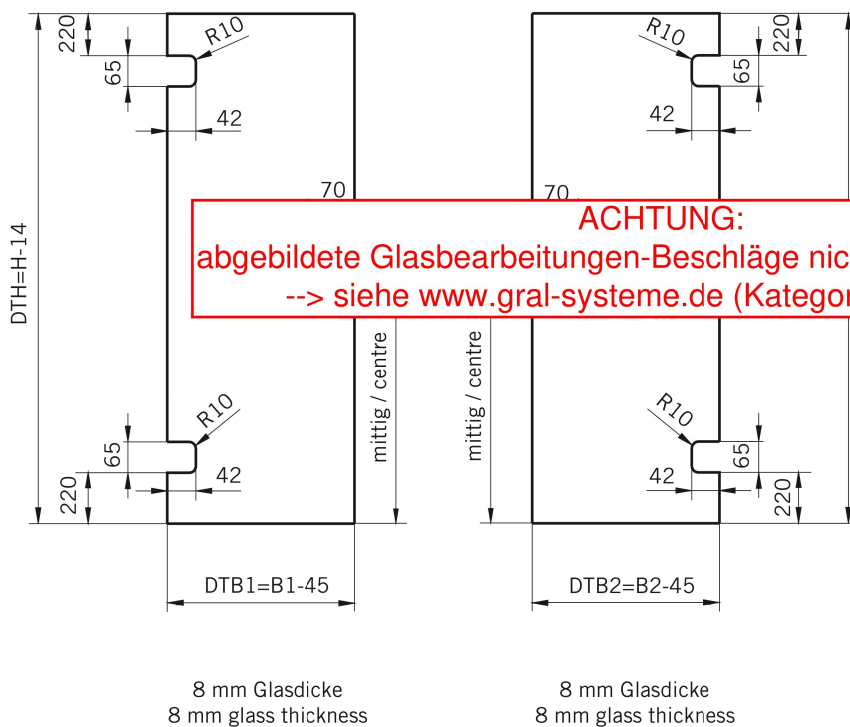 220
R10
65
42
70
DTH=H-14
R10
220
65
42
70
ACHTUNG:
abgebildete Glasbearbeitungen-Beschläge
--> siehe www.gral-systeme.de
mittig / centre
mittig / centre
R10
65
42
220
R10
65
42
220
DTB1=B1-45
DTB2=B2-45
8 mm Glasdicke
8 mm glass thickness
8 mm Glasdicke
8 mm glass thickness